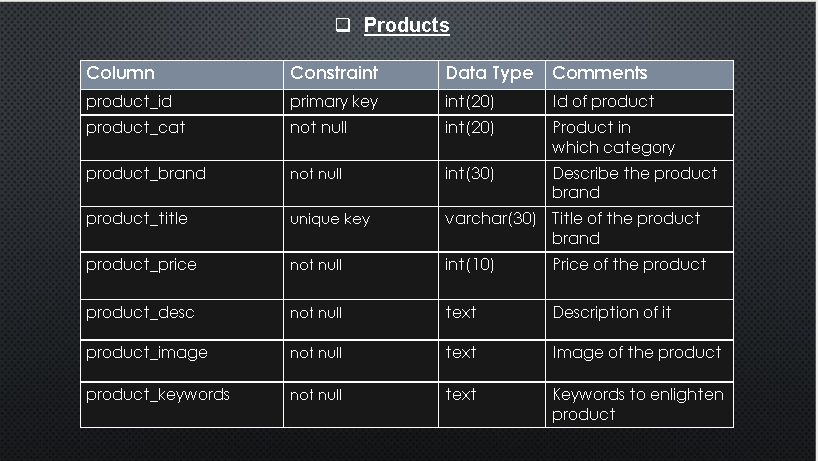 Products
Column Constraint Data Type Comments
product_id primary key int(20) Id of product
product_cat not null int(20) Product in
which category
product_brand not null int(30) Describe the product
brand
product_title unique key varchar(30) Title of the product
brand
product_price not null int(10) Price of the product
product_desc not null text Description of it
product_image not null text Image of the product
product_keywords not null text Keywords to enlighten
product